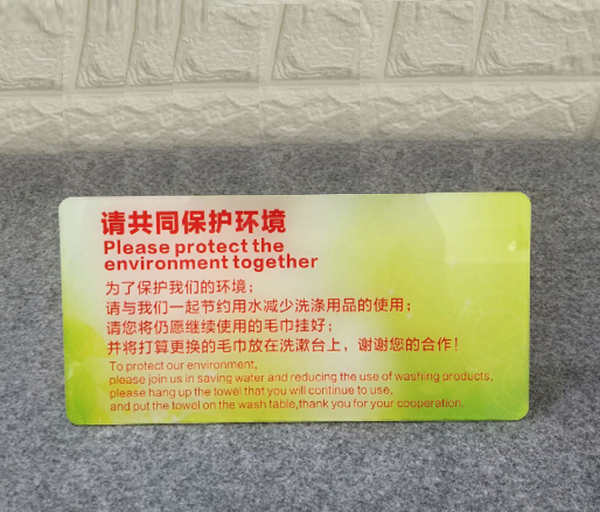 请共同保护环境
Please protect the
environment together
为了保护我们的环境；
请与我们一起节约用水减少洗涤用品的使用；
请您将仍愿继续使用的毛巾挂好；
并将打算更换的毛巾放在洗漱台上，谢谢您的合作！
To protect our environment,
please join us in saving water and reducing the use of washing products,
please hang up the towel that you will continue to use,
and put the towel on the wash table,thank you for your cooperation.